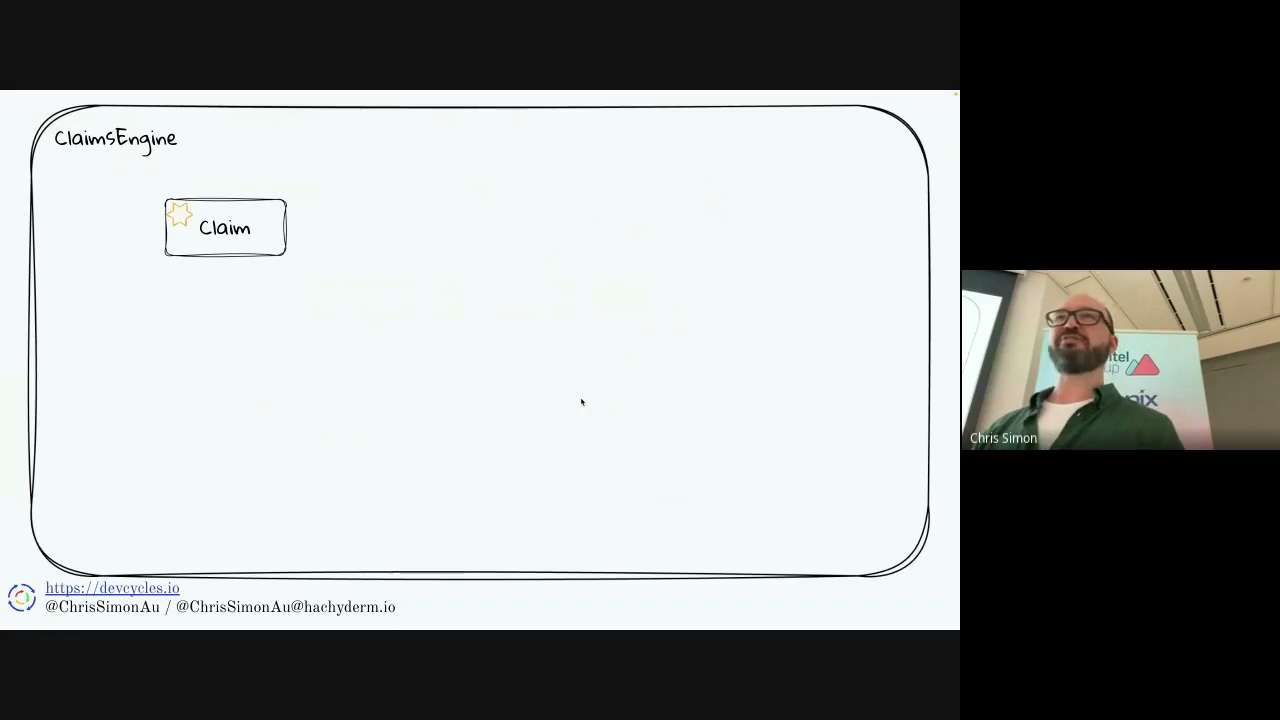 ClaimsEngine
Claim
https://devcycles.io
@ChrisSimonAu / @ChrisSimonAu@hachyderm.io
Chris Simon